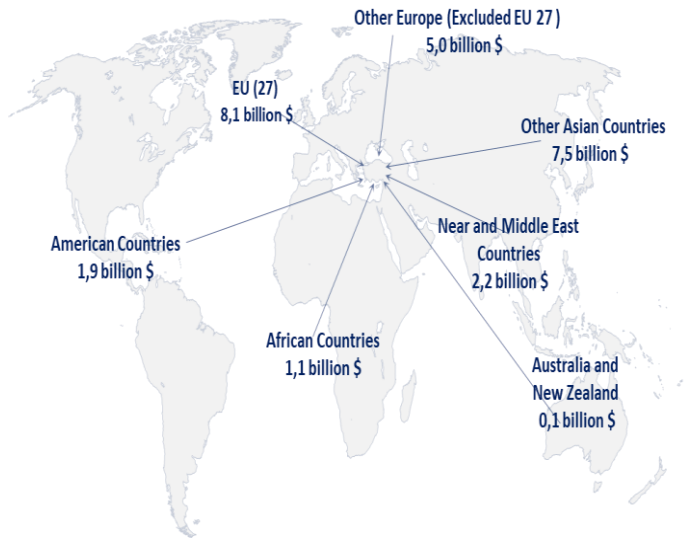 Other Europe (Excluded EU 27 )
5,0 billion $
EU (27)
8,1 billion $
Other Asian Countries
7,5 billion $
American Countries
1,9 billion $
Near and Middle East
Countries
2,2 billion $
African Countries
1,1 billion $
Australia and
New Zealand
0,1 billion $